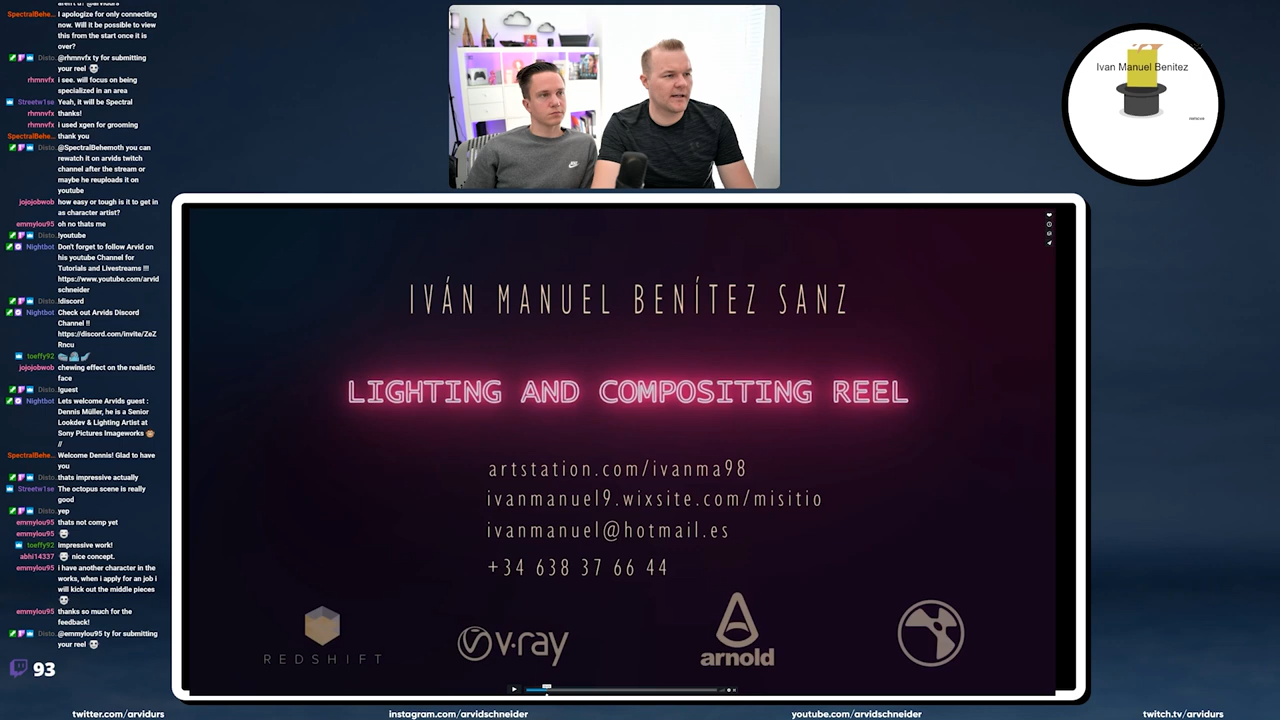 SpectralBehe...
I apologize for only connecting
now. Will it be possible to view
this from the start once it is
over?
Disto. @rhmnvfx ty for submitting
your reel
rhmnvfx i see. will focus on being
specialized in an area
Streetw1se Yeah, it will be Spectral
rhmnvfx thanks!
rhmnvfx i used xgen for grooming
SpectralBehe... thank you
Disto. @SpectralBehemoth you can
rewatch it on arvids twitch
channel after the stream or
maybe he reuploads it on
youtube
jojojobwob how easy or tough is it to get in
as character artist?
emmylou95 oh no thats me
Disto. !youtube
Nightbot Don't forget to follow Arvid on
his youtube Channel for
Tutorials and Livestreams !!!
https://www.youtube.com/arvid
schneider
Disto. !discord
Nightbot Check out Arvids Discord
Channel !!
https://discord.com/invite/ZeZ
Rncu
toeffy92
jojojobwob chewing effect on the realistic
face
Disto. !guest
Nightbot Lets welcome Arvids guest :
Dennis Müller, he is a Senior
Lookdev & Lighting Artist at
Sony Pictures Imageworks
//
SpectralBehe... Welcome Dennis! Glad to have
you
Disto. thats impressive actually
Streetw1se The octopus scene is really
good
Disto. yep
emmylou95 thats not comp yet
emmylou95
toeffy92 impressive work!
abhi14337 nice concept.
emmylou95 i have another character in the
works, when i apply for an job i
will kick out the middle pieces
emmylou95 thanks so much for the
feedback!
Disto. @emmylou95 ty for submitting
your reel
93
Ivan Manuel Benitez
IVÁN MANUEL BENÍTEZ SANZ
LIGHTING AND COMPOSITING REEL
artstation.com/ivanma98
ivanmanuel9.wixsite.com/misitio
ivanmanuel@hotmail.es
+34 638 37 66 44
REDSHIFT
v·ray
arnold
twitter.com/arvidurs
instagram.com/arvidschneider
youtube.com/arvidschneider
twitch.tv/arvidurs